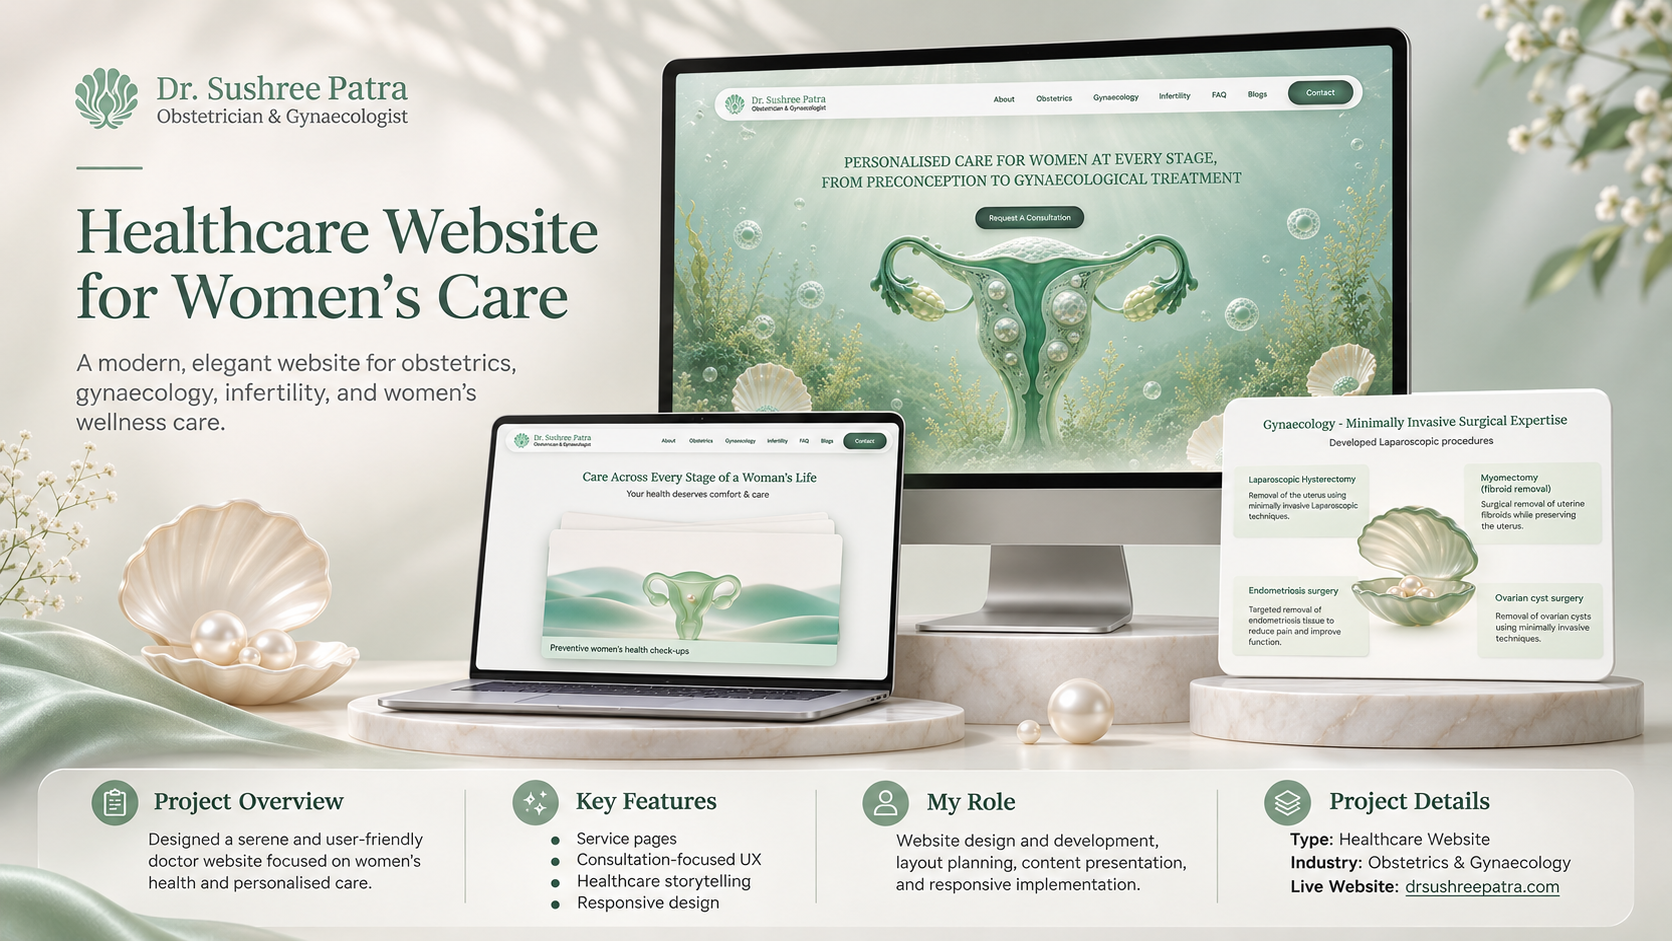 Dr. Sushree Patra
Obstetrician & Gynaecologist
Healthcare Website
for Women's Care
A modern, elegant website for obstetrics,
gynaecology, infertility, and women's
wellness care.
Dr. Sushree Patra
Obstetrician & Gynaecologist
About Obstetrics Gynaecology Infertility FAQ Blogs Contact
PERSONALISED CARE FOR WOMEN AT EVERY STAGE,
FROM PRECONCEPTION TO GYNAECOLOGICAL TREATMENT
Request A Consultation
Dr. Sushree Patra
Obstetrician & Gynaecologist
About Obstetrics Gynaecology Infertility FAQ Blogs Contact
Care Across Every Stage of a Woman's Life
Your health deserves comfort & care
Preventive women's health check-ups
Gynaecology - Minimally Invasive Surgical Expertise
Developed Laparoscopic procedures
Laparoscopic Hysterectomy
Removal of the uterus using
minimally invasive Laparoscopic
techniques.
Myomectomy
(fibroid removal)
Surgical removal of uterine
fibroids while preserving
the uterus.
Endometriosis surgery
Targeted removal of
endometriosis tissue to
reduce pain and improve
function.
Ovarian cyst surgery
Removal of ovarian cysts
using minimally invasive
techniques.
Project Overview
Designed a serene and user-friendly
doctor website focused on women's
health and personalised care.
Key Features
Service pages
Consultation-focused UX
Healthcare storytelling
Responsive design
My Role
Website design and development,
layout planning, content presentation,
and responsive implementation.
Project Details
Type: Healthcare Website
Industry: Obstetrics & Gynaecology
Live Website: drsushreepatra.com